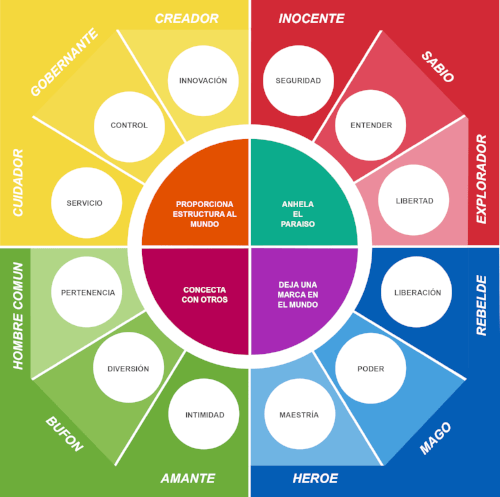 CREADOR
INOCENTE
GOBERNANTE
SABIO
INNOVACIÓN
SEGURIDAD
CONTROL
ENTENDER
CUIDADOR
EXPLORADOR
SERVICIO
LIBERTAD
PROPORCIONA
ESTRUCTURA AL
MUNDO
ANHELA
EL
PARAISO
CONCECTA
CON OTROS
DEJA UNA
MARCA EN
EL MUNDO
HOMBRE COMUN
REBELDE
PERTENENCIA
LIBERACIÓN
DIVERSIÓN
PODER
INTIMIDAD
MAESTRÍA
BUFON
MAGO
AMANTE
HEROE